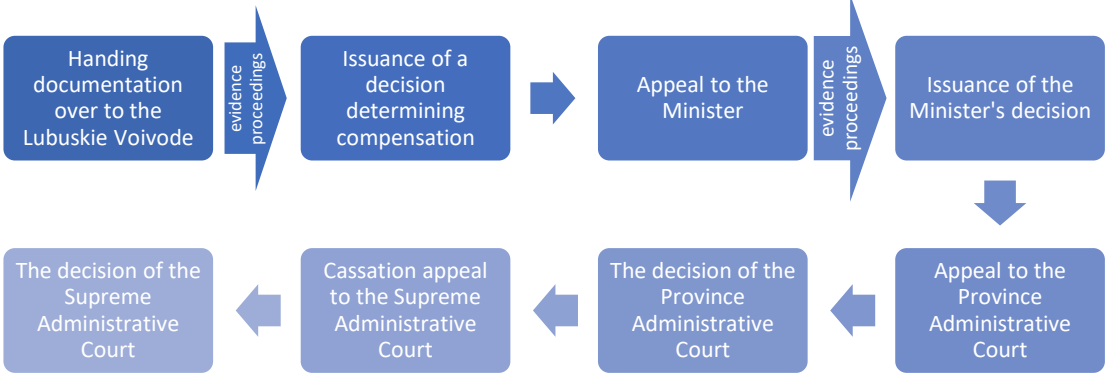 Handing
documentation
over to the
Lubuskie Voivode
evidence
proceedings
Issuance of a
decision
determining
compensation
Appeal to the
Minister
evidence
proceedings
Issuance of the
Minister's decision
Appeal to the
Province
Administrative
Court
The decision of the
Province
Administrative
Court
Cassation appeal
to the Supreme
Administrative
Court
The decision of the
Supreme
Administrative
Court